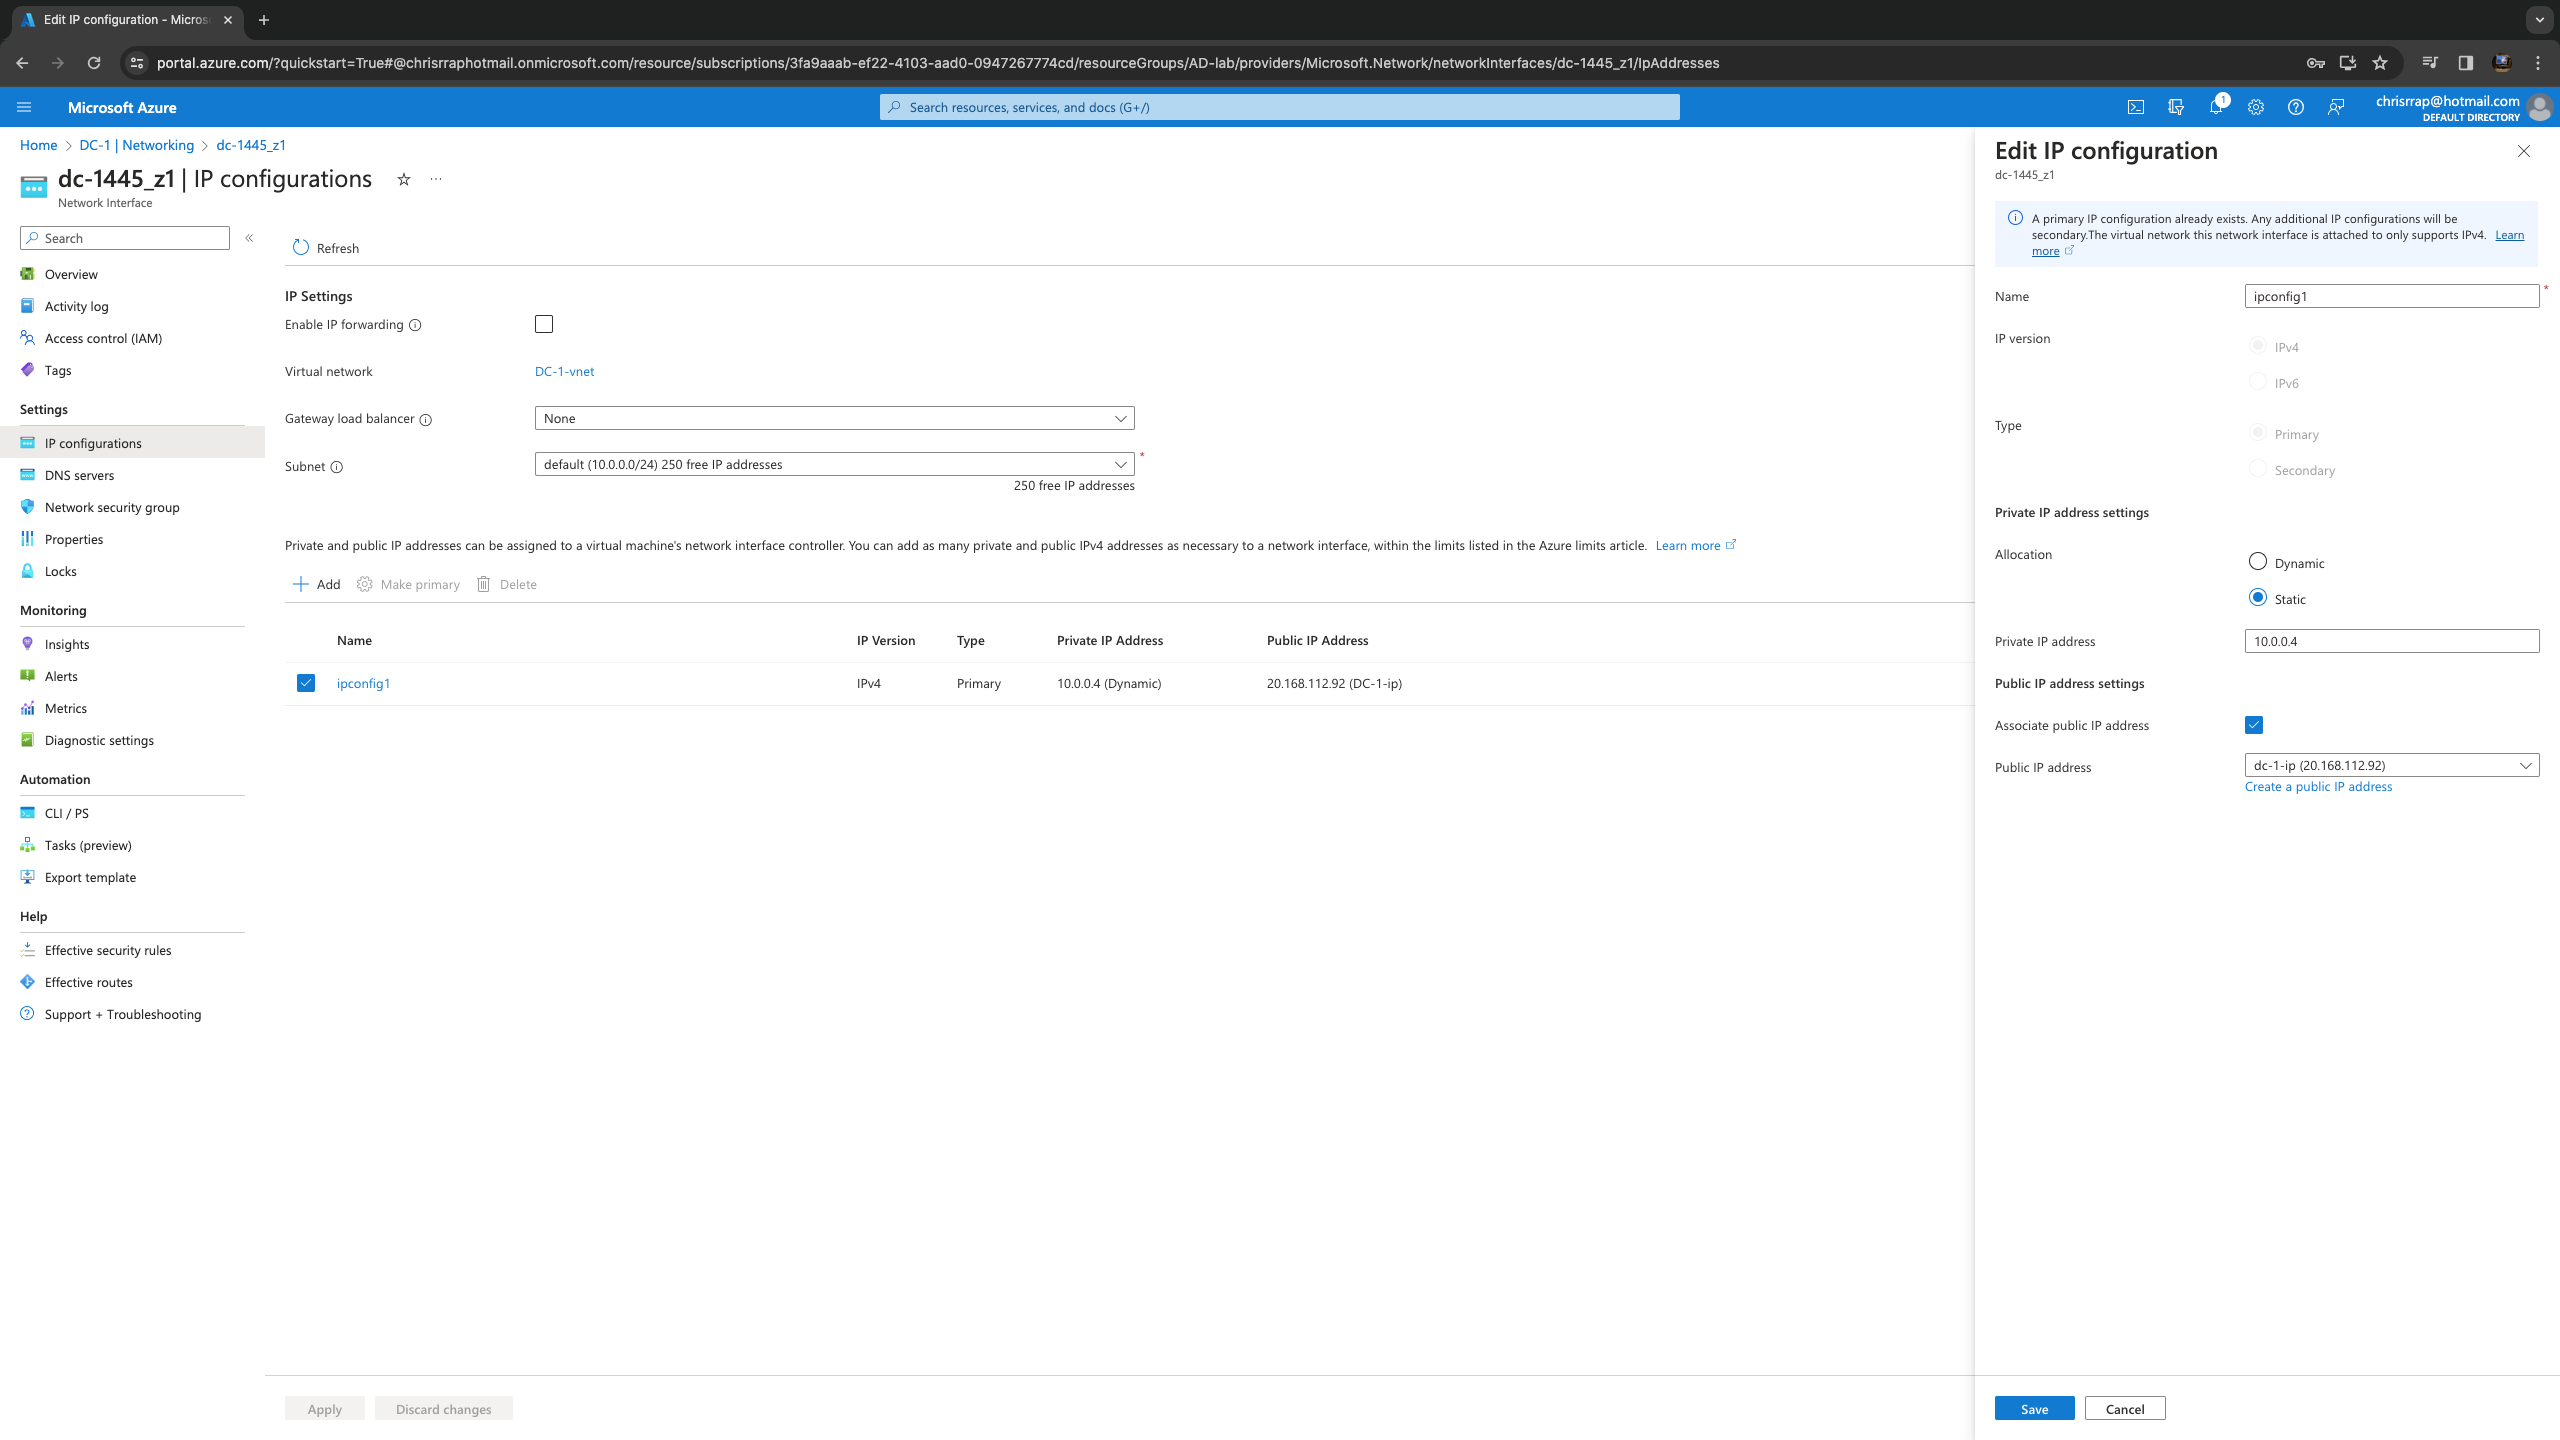 Edit IP configuration - Micros
portal.azure.com/?quickstart=True#@chrisrraphotmail.onmicrosoft.com/resource/subscriptions/3fa9aaab-ef22-4103-aad0-0947267774cd/resourceGroups/AD-lab/providers/Microsoft.Network/networkInterfaces/dc-1445_z1/IpAddresses
Microsoft Azure
Search resources, services, and docs (G+/)
1
chrisrrap@hotmail.com
DEFAULT DIRECTORY
Home > DC-1 | Networking > dc-1445_z1
dc-1445_z1 | IP configurations
Network Interface
Search
Overview
Activity log
Access control (IAM)
Tags
Settings
IP configurations
DNS servers
Network security group
Properties
Locks
Monitoring
Insights
Alerts
Metrics
Diagnostic settings
Automation
CLI / PS
Tasks (preview)
Export template
Help
Effective security rules
Effective routes
Support + Troubleshooting
Refresh
IP Settings
Enable IP forwarding
Virtual network DC-1-vnet
Gateway load balancer None
Subnet default (10.0.0.0/24) 250 free IP addresses *
250 free IP addresses
Private and public IP addresses can be assigned to a virtual machine's network interface controller. You can add as many private and public IPv4 addresses as necessary to a network interface, within the limits listed in the Azure limits article. Learn more
Add Make primary Delete
Name IP Version Type Private IP Address Public IP Address
ipconfig1 IPv4 Primary 10.0.0.4 (Dynamic) 20.168.112.92 (DC-1-ip)
Apply Discard changes
Edit IP configuration
dc-1445_z1
A primary IP configuration already exists. Any additional IP configurations will be
secondary.The virtual network this network interface is attached to only supports IPv4. Learn
more
Name ipconfig1 *
IP version IPv4
IPv6
Type Primary
Secondary
Private IP address settings
Allocation Dynamic
Static
Private IP address 10.0.0.4
Public IP address settings
Associate public IP address
Public IP address dc-1-ip (20.168.112.92)
Create a public IP address
Save Cancel